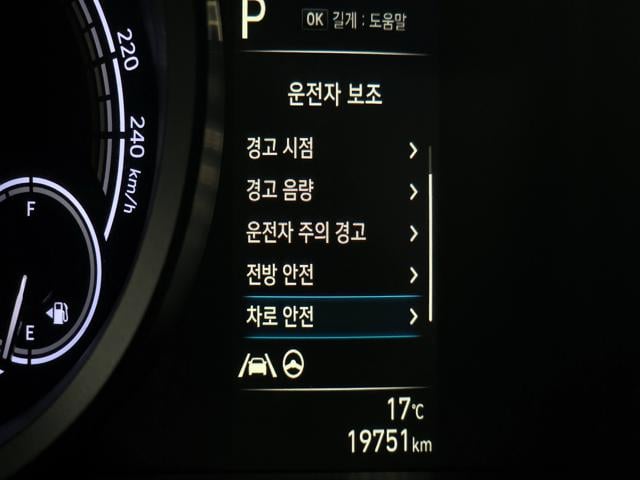 P
OK 길게 : 도움말
220
240
km/h
F
E
운전자 보조
경고 시점
경고 음량
운전자 주의 경고
전방 안전
차로 안전
17℃
19751 km